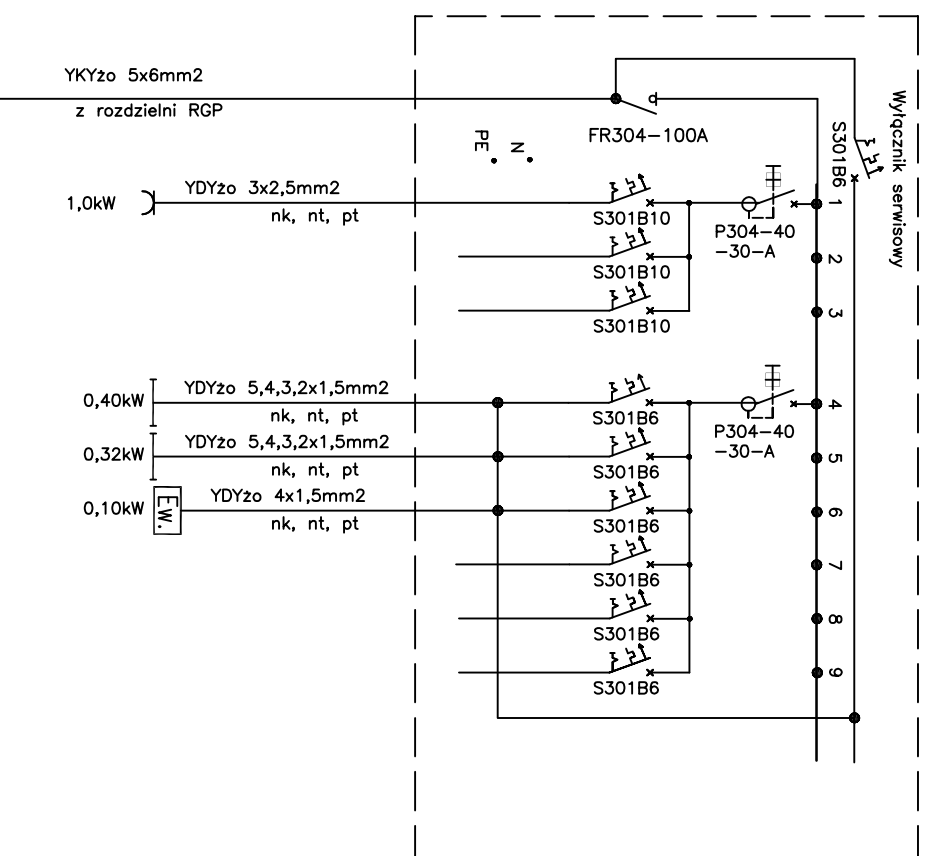 YKYżo 5x6mm2
z rozdzielni RGP
FR304-100A
PE
N
S301B6
Wyłącznik serwisowy
1,0kW
YDYżo 3x2,5mm2
nk, nt, pt
S301B10
P304-40
-30-A
1
S301B10
2
S301B10
3
0,40kW
YDYżo 5,4,3,2x1,5mm2
nk, nt, pt
S301B6
P304-40
-30-A
4
0,32kW
YDYżo 5,4,3,2x1,5mm2
nk, nt, pt
S301B6
5
0,10kW
EW.
YDYżo 4x1,5mm2
nk, nt, pt
S301B6
6
S301B6
7
S301B6
8
S301B6
9